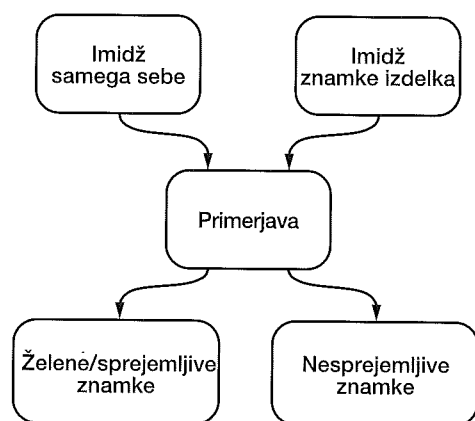 Imidž
samega sebe
Imidž
znamke izdelka
Primerjava
Želene/sprejemljive
znamke
Nesprejemljive
znamke